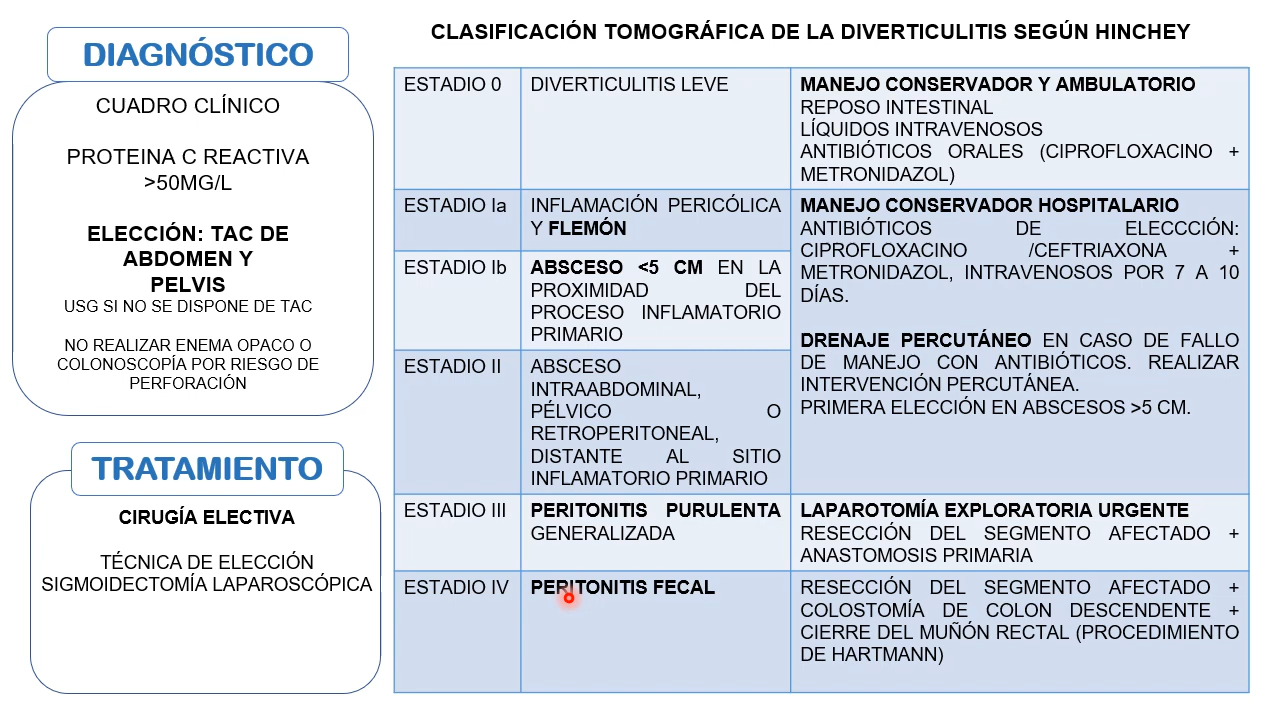 DIAGNÓSTICO
CUADRO CLÍNICO
PROTEINA C REACTIVA
>50MG/L
ELECCIÓN: TAC DE
ABDOMEN Y
PELVIS
USG SI NO SE DISPONE DE TAC
NO REALIZAR ENEMA OPACO O
COLONOSCOPÍA POR RIESGO DE
PERFORACIÓN
TRATAMIENTO
CIRUGÍA ELECTIVA
TÉCNICA DE ELECCIÓN
SIGMOIDECTOMÍA LAPAROSCÓPICA
CLASIFICACIÓN TOMOGRÁFICA DE LA DIVERTICULITIS SEGÚN HINCHEY
ESTADIO 0
DIVERTICULITIS LEVE
MANEJO CONSERVADOR Y AMBULATORIO
REPOSO INTESTINAL
LÍQUIDOS INTRAVENOSOS
ANTIBIÓTICOS ORALES (CIPROFLOXACINO +
METRONIDAZOL)
ESTADIO Ia
INFLAMACIÓN PERICÓLICA
Y FLEMÓN
MANEJO CONSERVADOR HOSPITALARIO
ANTIBIÓTICOS DE ELECCCIÓN:
CIPROFLOXACINO /CEFTRIAXONA +
METRONIDAZOL, INTRAVENOSOS POR 7 A 10
DÍAS.
DRENAJE PERCUTÁNEO EN CASO DE FALLO
DE MANEJO CON ANTIBIÓTICOS. REALIZAR
INTERVENCIÓN PERCUTÁNEA.
PRIMERA ELECCIÓN EN ABSCESOS >5 CM.
ESTADIO Ib
ABSCESO <5 CM EN LA
PROXIMIDAD DEL
PROCESO INFLAMATORIO
PRIMARIO
ESTADIO II
ABSCESO
INTRAABDOMINAL,
PÉLVICO O
RETROPERITONEAL,
DISTANTE AL SITIO
INFLAMATORIO PRIMARIO
ESTADIO III
PERITONITIS PURULENTA
GENERALIZADA
LAPAROTOMÍA EXPLORATORIA URGENTE
RESECCIÓN DEL SEGMENTO AFECTADO +
ANASTOMOSIS PRIMARIA
ESTADIO IV
PERITONITIS FECAL
RESECCIÓN DEL SEGMENTO AFECTADO +
COLOSTOMÍA DE COLON DESCENDENTE +
CIERRE DEL MUÑÓN RECTAL (PROCEDIMIENTO
DE HARTMANN)